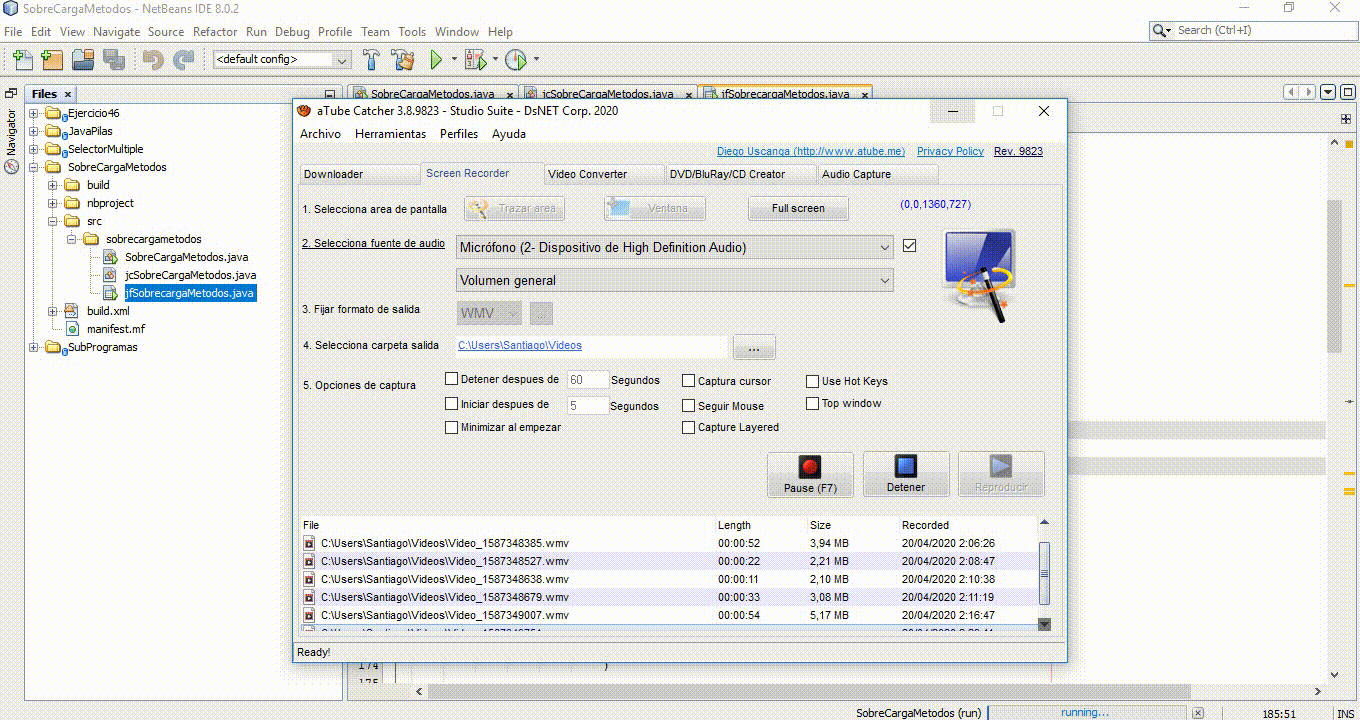 SobreCargaMetodos - NetBeans IDE 8.0.2
File Edit View Navigate Source Refactor Run Debug Profile Team Tools Window Help
Search (Ctrl+I)
<default config>
Files
SobreCargaMetodos.java jcSobreCargaMetodos.java jfSobrecargaMetodos.java
Navigator
Ejercicio46
JavaPilas
SelectorMultiple
SobreCargaMetodos
build
nbproject
src
sobrecargametodos
SobreCargaMetodos.java
jcSobreCargaMetodos.java
jfSobrecargaMetodos.java
build.xml
manifest.mf
SubProgramas
aTube Catcher 3.8.9823 - Studio Suite - DsNET Corp. 2020
Archivo Herramientas Perfiles Ayuda
Diego Uscanga (http://www.atube.me) Privacy Policy Rev. 9823
Downloader Screen Recorder Video Converter DVD/BluRay/CD Creator Audio Capture
1. Selecciona area de pantalla Trazar area Ventana Full screen (0,0,1360,727)
2. Selecciona fuente de audio Micrófono (2- Dispositivo de High Definition Audio)
Volumen general
3. Fijar formato de salida WMV ...
4. Selecciona carpeta salida C:\Users\Santiago\Videos ...
5. Opciones de captura
Detener despues de 60 Segundos Captura cursor Use Hot Keys
Iniciar despues de 5 Segundos Seguir Mouse Top window
Minimizar al empezar Capture Layered
Pause (F7) Detener Reproducir
File Length Size Recorded
C:\Users\Santiago\Videos\Video_1587348385.wmv 00:00:52 3,94 MB 20/04/2020 2:06:26
C:\Users\Santiago\Videos\Video_1587348527.wmv 00:00:22 2,21 MB 20/04/2020 2:08:47
C:\Users\Santiago\Videos\Video_1587348638.wmv 00:00:11 2,10 MB 20/04/2020 2:10:38
C:\Users\Santiago\Videos\Video_1587348679.wmv 00:00:33 3,08 MB 20/04/2020 2:11:19
C:\Users\Santiago\Videos\Video_1587349007.wmv 00:00:54 5,17 MB 20/04/2020 2:16:47
Ready!
174 )
175
SobreCargaMetodos (run) running... 185:51 INS